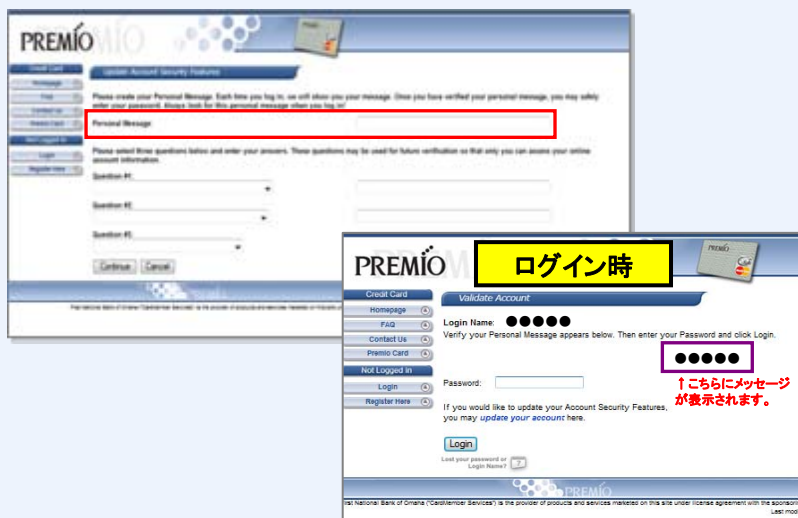 PREMIO
Credit Card
Update Account Security Features
Homepage
FAQ
Contact Us
Premio Card
Not Logged In
Login
Register Here
Please create your Personal Message. Each time you log in, we will show you your message. Once you have verified your personal message, you may safely
enter your password. Always look for this personal message when you log in!
Personal Message
Please select three questions below and enter your answers. These questions may be used for future verification so that only you can access your online
account information.
Question #1:
Question #2:
Question #3:
Continue Cancel
PREMIO
ログイン時
Credit Card
Validate Account
Homepage
FAQ
Contact Us
Premio Card
Not Logged In
Login
Register Here
Login Name: ●●●●●
Verify your Personal Message appears below. Then enter your Password and click Login.
●●●●●
↑こちらにメッセージ
が表示されます。
Password:
If you would like to update your Account Security Features,
you may update your account here.
Login
Lost your password or
Login Name? ?
PREMIO
First National Bank of Omaha ("CardMember Services") is the provider of products and services marketed on this site under license agreement with the